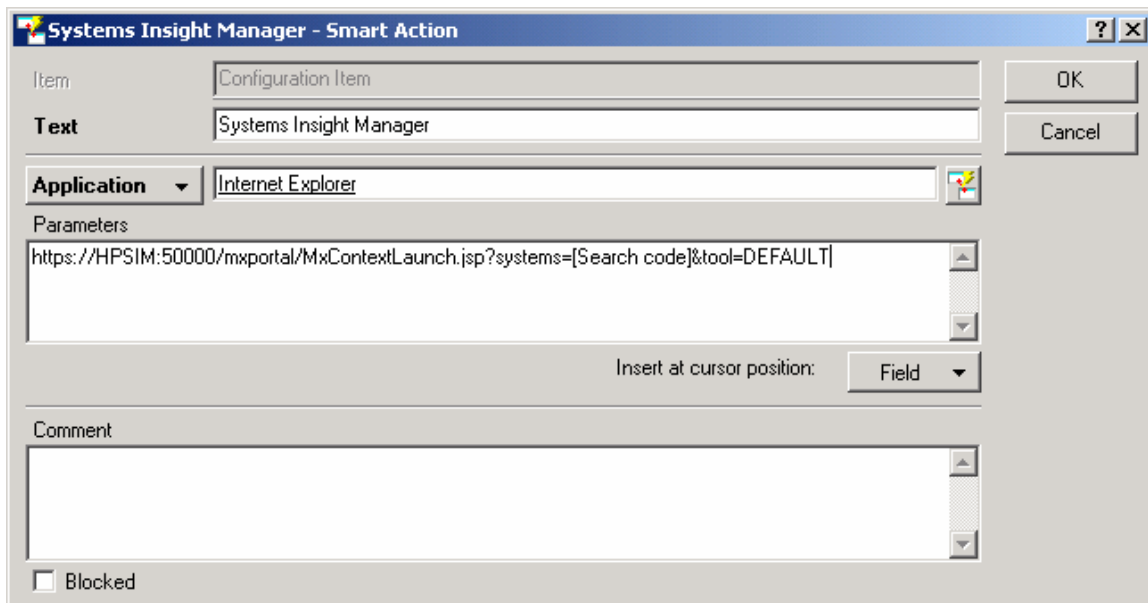 Systems Insight Manager - Smart Action
Item Configuration Item OK
Text Systems Insight Manager Cancel
Application Internet Explorer
Parameters
https://HPSIM:50000/mxportal/MxContextLaunch.jsp?systems=[Search code]&tool=DEFAULT
Insert at cursor position: Field
Comment
Blocked